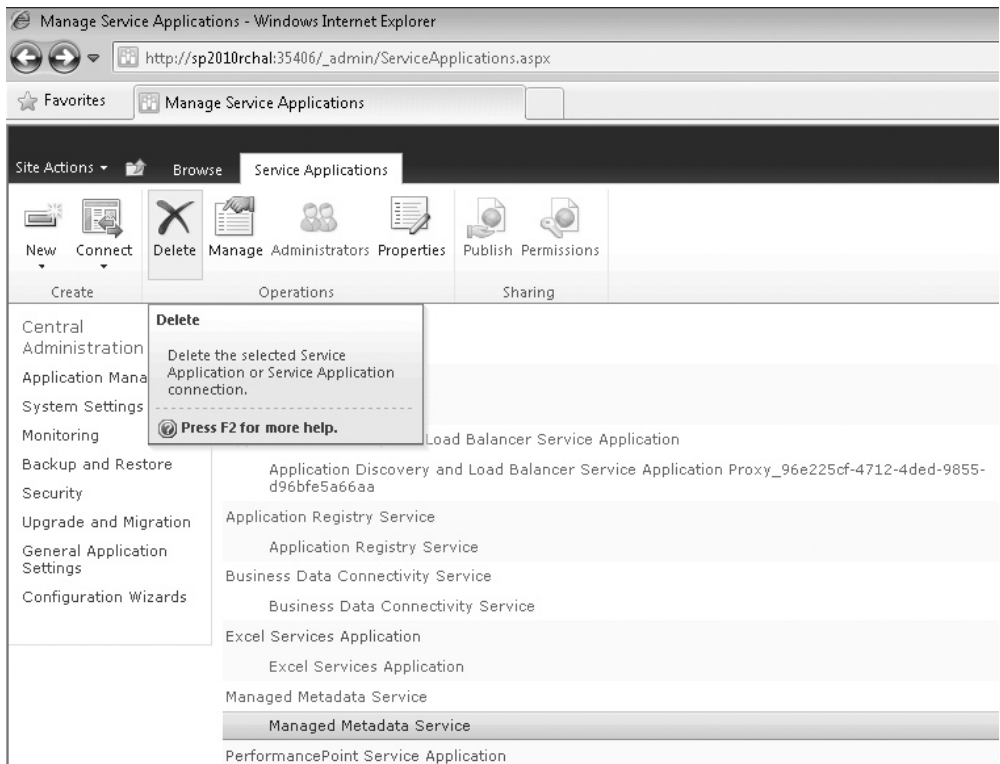 Manage Service Applications - Windows Internet Explorer
http://sp2010rchal:35406/_admin/ServiceApplications.aspx
Favorites
Manage Service Applications
Site Actions
Browse
Service Applications
New
Connect
Delete
Manage
Administrators
Properties
Publish
Permissions
Create
Operations
Sharing
Central
Administration
Application Mana
System Settings
Monitoring
Backup and Restore
Security
Upgrade and Migration
General Application
Settings
Configuration Wizards
Delete
Delete the selected Service
Application or Service Application
connection.
Press F2 for more help.
Load Balancer Service Application
Application Discovery and Load Balancer Service Application Proxy_96e225cf-4712-4ded-9855-
d96bfe5a66aa
Application Registry Service
Application Registry Service
Business Data Connectivity Service
Business Data Connectivity Service
Excel Services Application
Excel Services Application
Managed Metadata Service
Managed Metadata Service
PerformancePoint Service Application